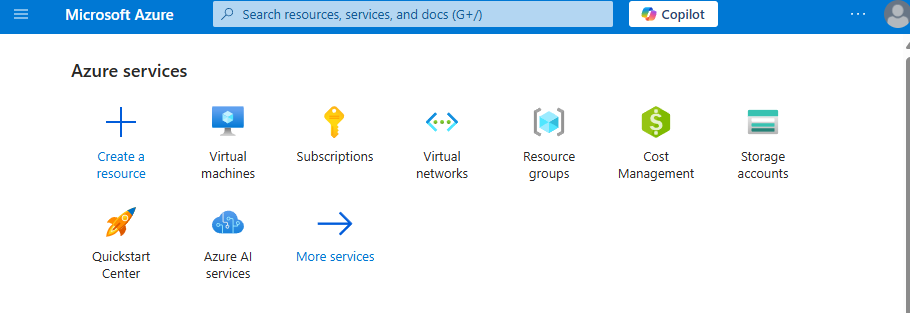 Microsoft Azure
Search resources, services, and docs (G+/)
Copilot
Azure services
Create a
resource
Virtual
machines
Subscriptions
Virtual
networks
Resource
groups
Cost
Management
Storage
accounts
Quickstart
Center
Azure AI
services
More services